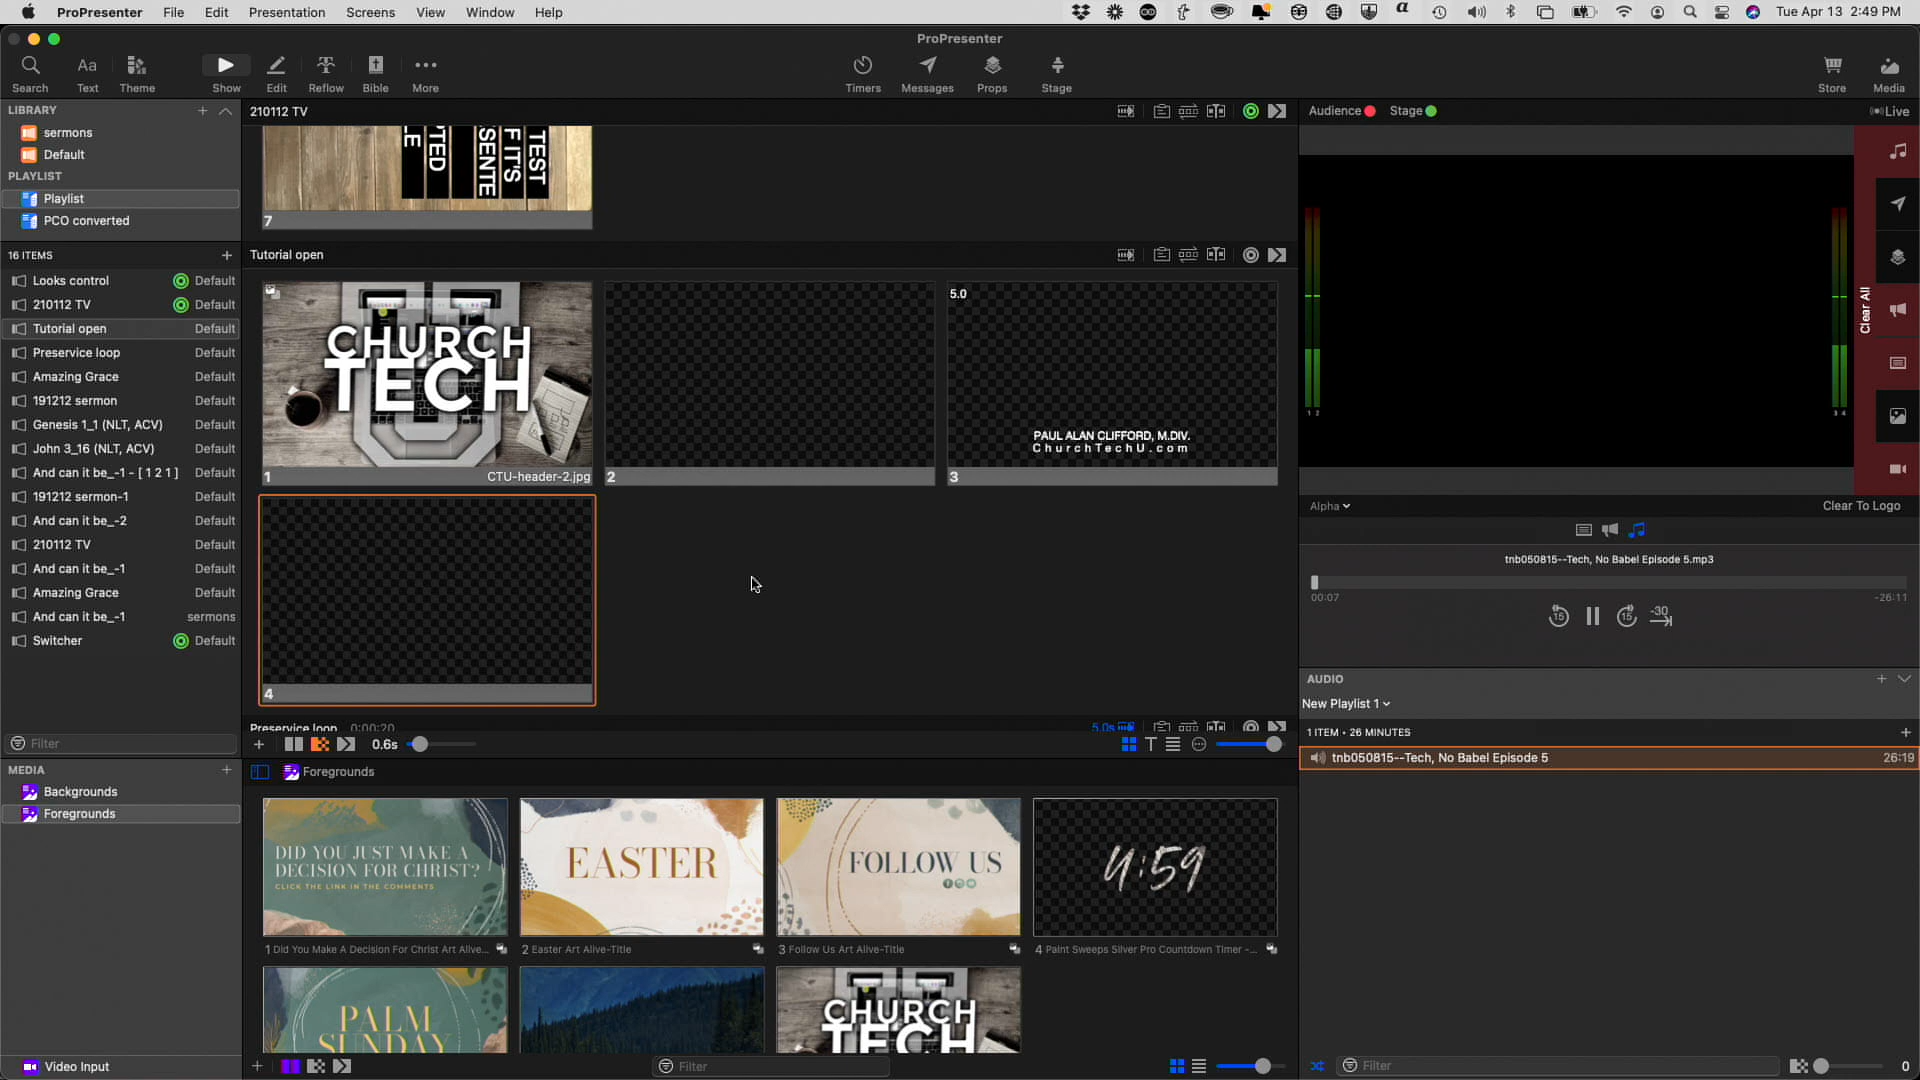 ProPresenter File Edit Presentation Screens View Window Help
Tue Apr 13 2:49 PM
ProPresenter
Search Text Theme Show Edit Reflow Bible More Timers Messages Props Stage Store Media
LIBRARY
sermons
Default
PLAYLIST
Playlist
PCO converted
16 ITEMS
Looks control Default
210112 TV Default
Tutorial open Default
Preservice loop Default
Amazing Grace Default
191212 sermon Default
Genesis 1_1 (NLT, ACV) Default
John 3_16 (NLT, ACV) Default
And can it be_-1 - [ 1 2 1 ] Default
191212 sermon-1 Default
And can it be_-2 Default
210112 TV Default
And can it be_-1 Default
Amazing Grace Default
And can it be_-1 sermons
Switcher Default
Filter
MEDIA
Backgrounds
Foregrounds
Video Input
210112 TV
TEST
F IT'S
SENTE
PTED
LE
7
Tutorial open
CHURCH
TECH
1 CTU-header-2.jpg
2
5.0
PAUL ALAN CLIFFORD, M.DIV.
ChurchTechU.com
3
4
Preservice loop 0:00:20 5.0s
0.6s
Foregrounds
DID YOU JUST MAKE A
DECISION FOR CHRIST?
CLICK THE LINK IN THE COMMENTS
1 Did You Make A Decision For Christ Art Alive...
EASTER
2 Easter Art Alive-Title
FOLLOW US
3 Follow Us Art Alive-Title
4:59
4 Paint Sweeps Silver Pro Countdown Timer -...
PALM
SUNDAY
CHURCH
TECH
Filter
Audience Stage Live
1 2
3 4
Clear All
Alpha Clear To Logo
tnb050815--Tech, No Babel Episode 5.mp3
00:07 -26:11
15 15 -30
AUDIO
New Playlist 1
1 ITEM • 26 MINUTES
tnb050815--Tech, No Babel Episode 5 26:19
Filter 0